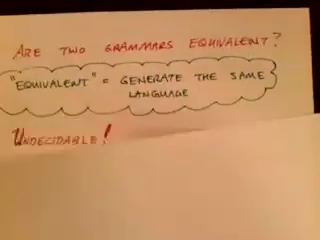 ARE TWO GRAMMARS EQUIVALENT?
"EQUIVALENT" = GENERATE THE SAME
LANGUAGE
UNDECIDABLE!